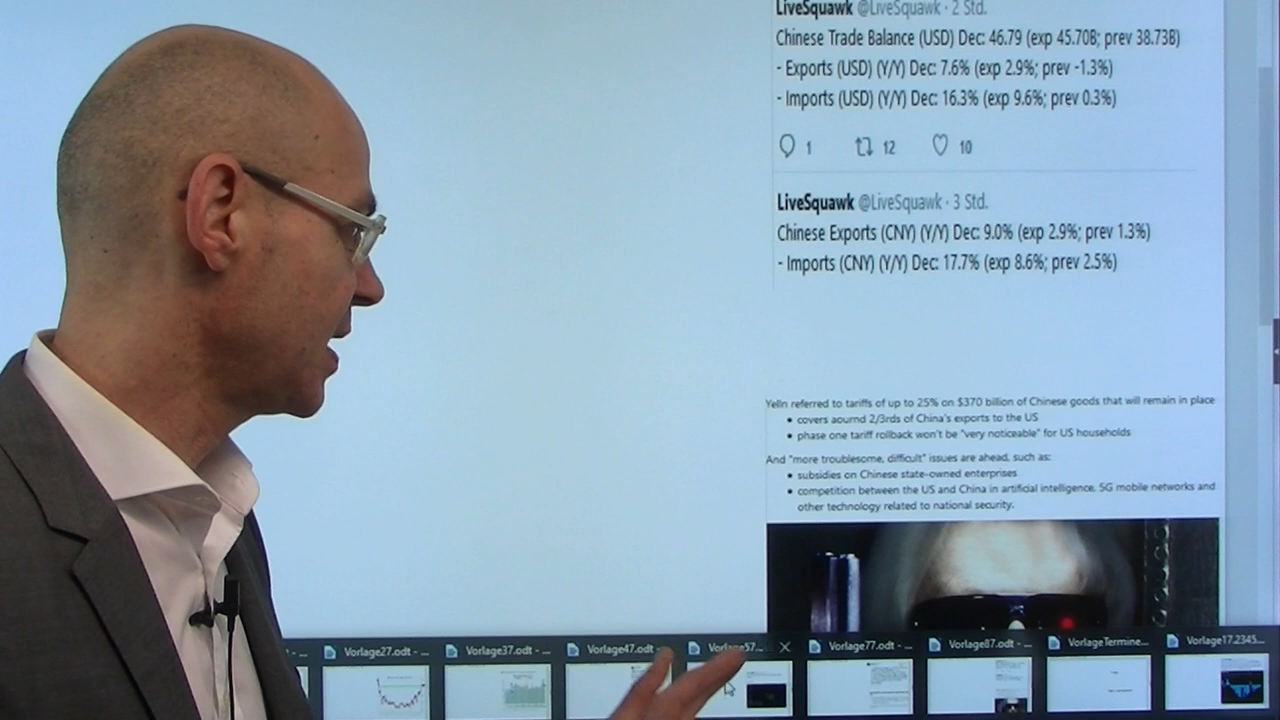 LiveSquawk @LiveSquawk · 2 Std.
Chinese Trade Balance (USD) Dec: 46.79 (exp 45.70B; prev 38.73B)
- Exports (USD) (Y/Y) Dec: 7.6% (exp 2.9%; prev -1.3%)
- Imports (USD) (Y/Y) Dec: 16.3% (exp 9.6%; prev 0.3%)
1 12 10
LiveSquawk @LiveSquawk · 3 Std.
Chinese Exports (CNY) (Y/Y) Dec: 9.0% (exp 2.9%; prev 1.3%)
- Imports (CNY) (Y/Y) Dec: 17.7% (exp 8.6%; prev 2.5%)
Yelln referred to tariffs of up to 25% on $370 billion of Chinese goods that will remain in place
• covers aournd 2/3rds of China's exports to the US
• phase one tariff rollback won't be "very noticeable" for US households
And "more troublesome, difficult" issues are ahead, such as:
• subsidies on Chinese state-owned enterprises
• competition between the US and China in artificial intelligence, 5G mobile networks and
other technology related to national security.
Vorlage27.odt - ... Vorlage37.odt - ... Vorlage47.odt - ... Vorlage57... Vorlage77.odt - ... Vorlage87.odt - ... VorlageTermine... Vorlage17.2345...